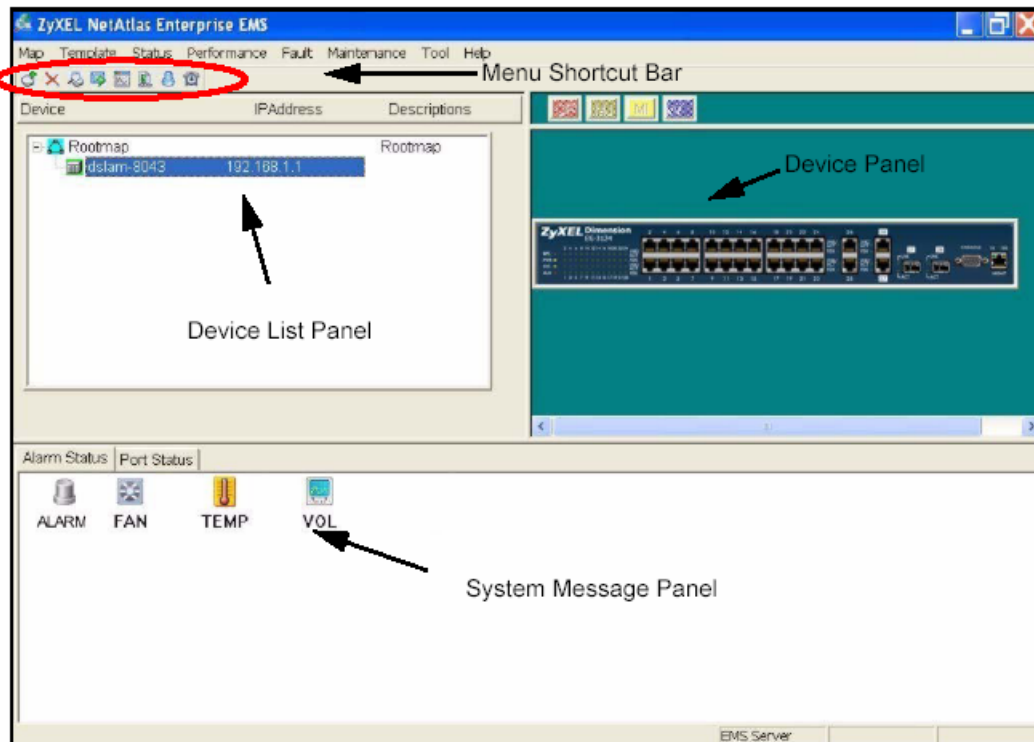 ZyXEL NetAtlas Enterprise EMS
Map Template Status Performance Fault Maintenance Tool Help
Menu Shortcut Bar
Device IPAddress Descriptions
MI
Rootmap Rootmap
dslam-8043 192.168.1.1
Device Panel
ZyXEL Dimension
Device List Panel
Alarm Status Port Status
ALARM FAN TEMP VOL
System Message Panel
EMS Server